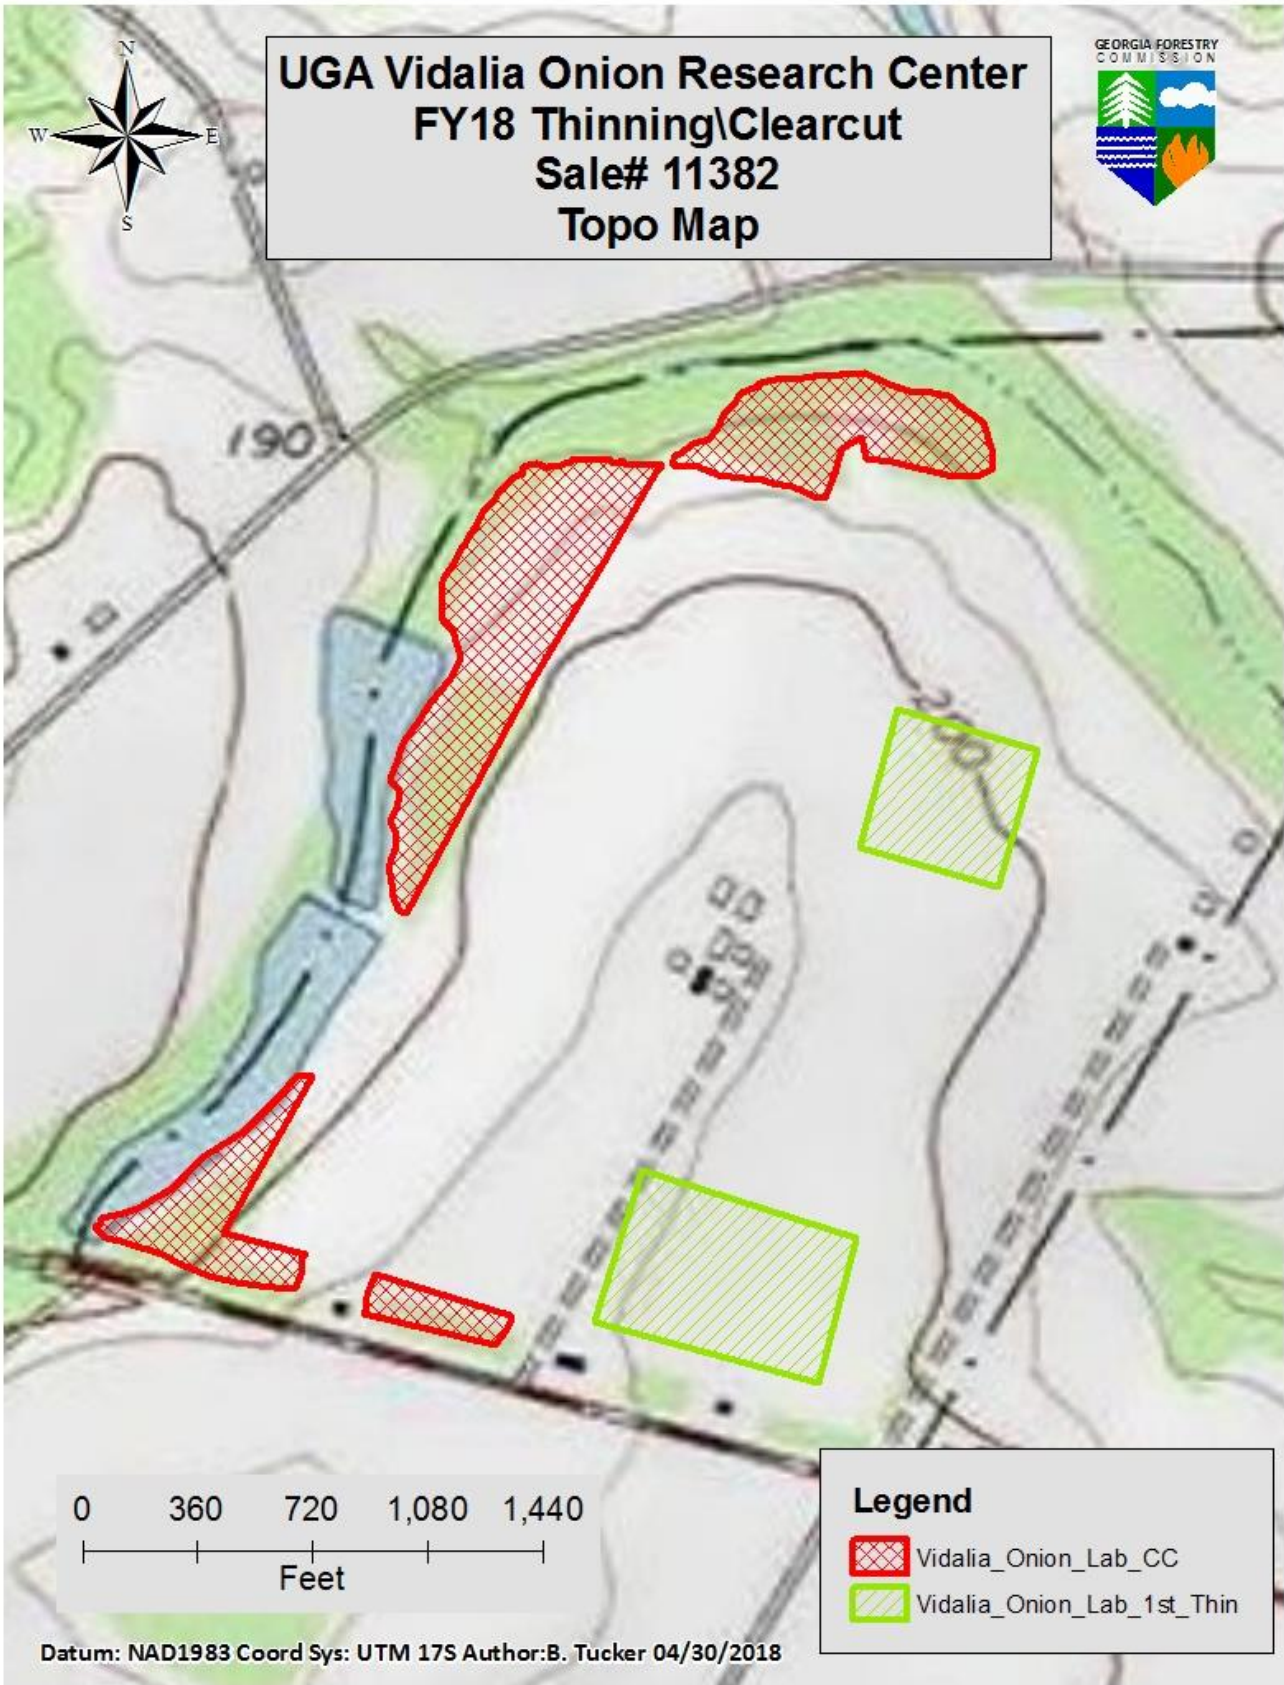 N
W E
S
UGA Vidalia Onion Research Center
FY18 Thinning\Clearcut
Sale# 11382
Topo Map
GEORGIA FORESTRY
COMMISSION
190
200
0 360 720 1,080 1,440
Feet
Legend
Vidalia_Onion_Lab_CC
Vidalia_Onion_Lab_1st_Thin
Datum: NAD1983 Coord Sys: UTM 17S Author:B. Tucker 04/30/2018